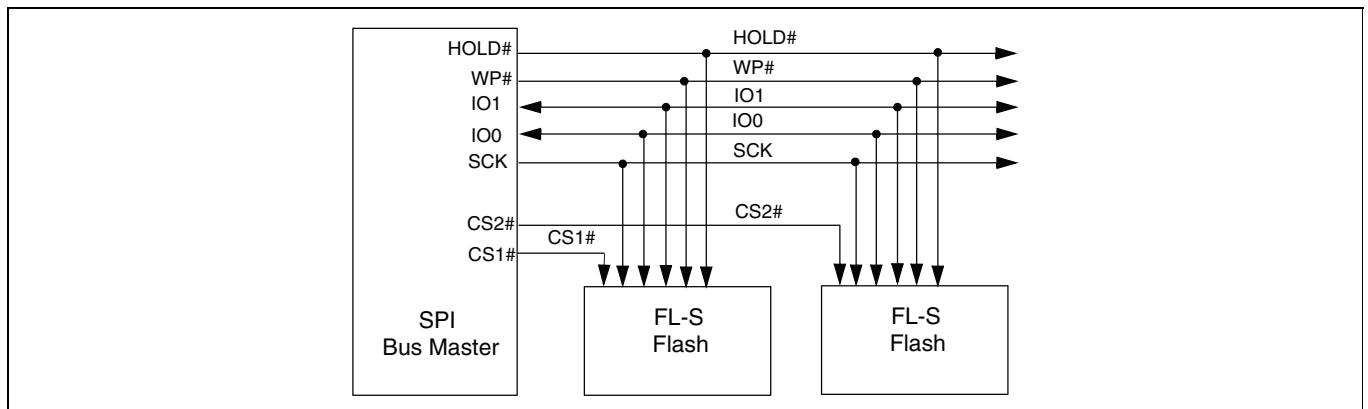 HOLD# HOLD#
WP# WP#
IO1 IO1
IO0 IO0
SCK SCK
CS2# CS2#
CS1# CS1#
SPI
Bus Master
FL-S
Flash
FL-S
Flash